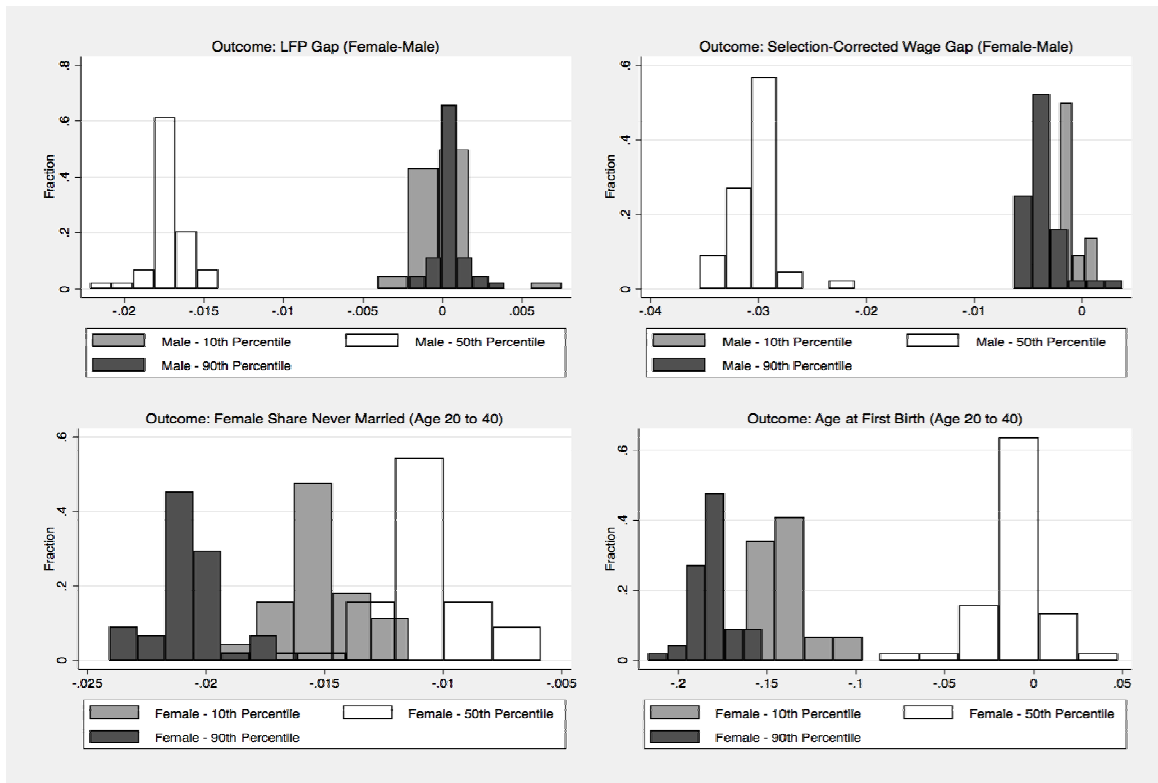 Outcome: LFP Gap (Female-Male)
.8
.6
.4
.2
0
Fraction
-.02 -.015 -.01 -.005 0 .005
Male - 10th Percentile Male - 50th Percentile
Male - 90th Percentile
Outcome: Selection-Corrected Wage Gap (Female-Male)
.6
.4
.2
0
Fraction
-.04 -.03 -.02 -.01 0
Male - 10th Percentile Male - 50th Percentile
Male - 90th Percentile
Outcome: Female Share Never Married (Age 20 to 40)
.6
.4
.2
0
Fraction
-.025 -.02 -.015 -.01 -.005
Female - 10th Percentile Female - 50th Percentile
Female - 90th Percentile
Outcome: Age at First Birth (Age 20 to 40)
.6
.4
.2
0
Fraction
-.2 -.15 -.1 -.05 0 .05
Female - 10th Percentile Female - 50th Percentile
Female - 90th Percentile